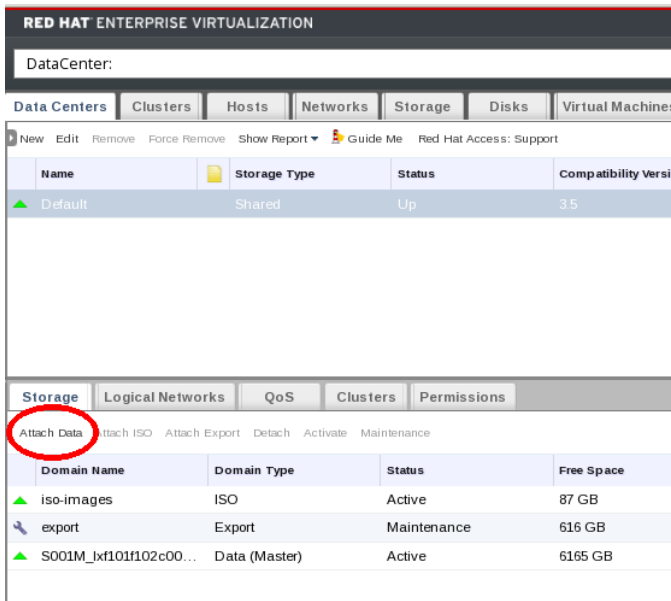 RED HAT ENTERPRISE VIRTUALIZATION
DataCenter:
Data Centers Clusters Hosts Networks Storage Disks Virtual Machines
New Edit Remove Force Remove Show Report Guide Me Red Hat Access: Support
Name Storage Type Status Compatibility Versi
Default Shared Up 3.5
Storage Logical Networks QoS Clusters Permissions
Attach Data Attach ISO Attach Export Detach Activate Maintenance
Domain Name Domain Type Status Free Space
iso-images ISO Active 87 GB
export Export Maintenance 616 GB
S001M_lxf101f102c00... Data (Master) Active 6165 GB